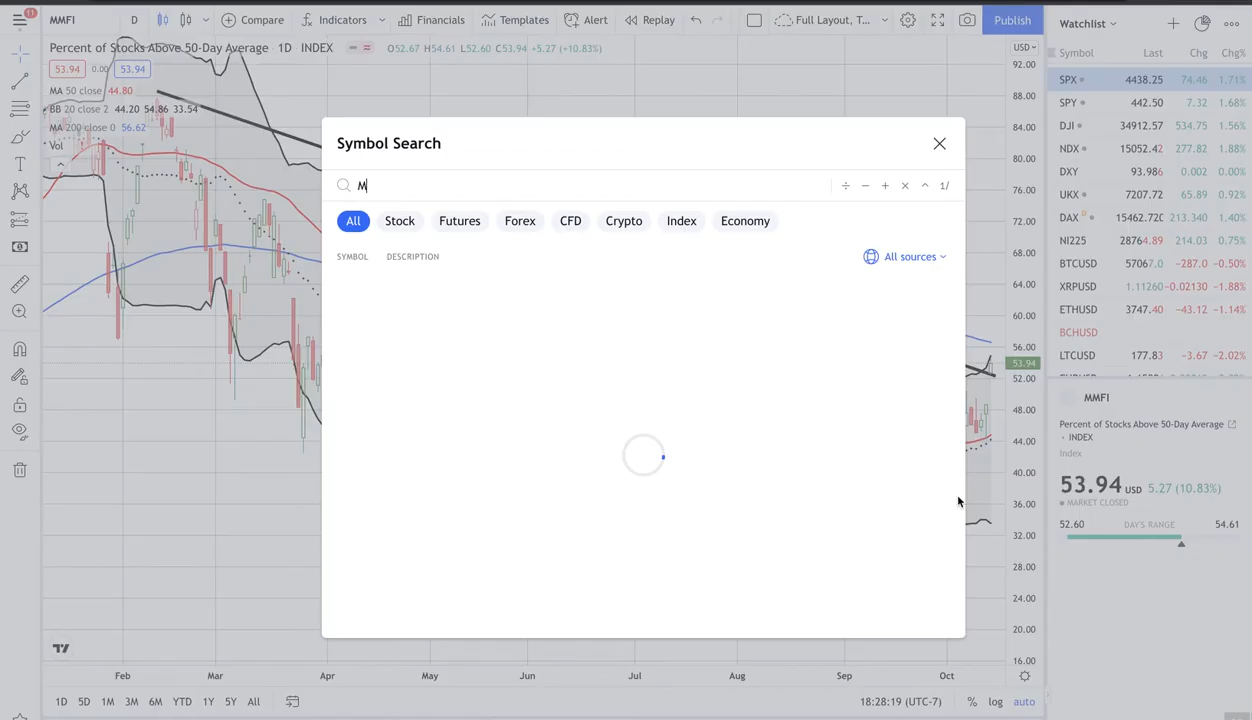 11
MMFI D Compare Indicators Financials Templates Alert Replay Full Layout, T... Publish
Percent of Stocks Above 50-Day Average · 1D · INDEX O52.67 H54.61 L52.60 C53.94 +5.27 (+10.83%)
53.94 0.00 53.94
MA 50 close 44.80
BB 20 close 2 44.20 54.86 33.54
MA 200 close 0 56.62
Vol
Symbol Search
M
÷ − + × 1/
All Stock Futures Forex CFD Crypto Index Economy
SYMBOL DESCRIPTION All sources
USD
92.00
88.00
84.00
80.00
76.00
72.00
68.00
64.00
60.00
56.00
53.94
52.00
48.00
44.00
40.00
36.00
32.00
28.00
24.00
20.00
16.00
Feb Mar Apr May Jun Jul Aug Sep Oct
1D 5D 1M 3M 6M YTD 1Y 5Y All 18:28:19 (UTC-7) % log auto
Watchlist
Symbol Last Chg Chg%
SPX 4438.25 74.46 1.71%
SPY 442.50 7.32 1.68%
DJI 34912.57 534.75 1.56%
NDX 15052.42 277.82 1.88%
DXY 93.986 0.002 0.00%
UKX 7207.72 65.89 0.92%
DAX D 15462.72 213.340 1.40%
NI225 28764.89 214.03 0.75%
BTCUSD 57067.0 −287.0 −0.50%
XRPUSD 1.11260 −0.02130 −1.88%
ETHUSD 3747.40 −43.12 −1.14%
BCHUSD
LTCUSD 177.83 −3.67 −2.02%
MMFI
Percent of Stocks Above 50-Day Average
· INDEX
Index
53.94 USD 5.27 (10.83%)
MARKET CLOSED
52.60 DAY'S RANGE 54.61